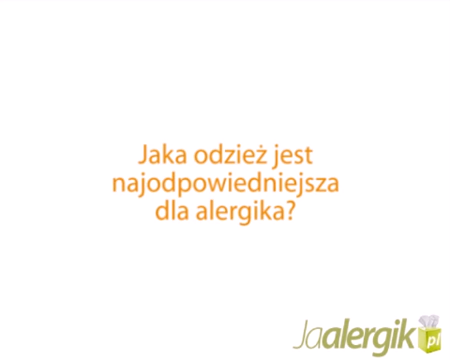 Jaka odzież jest
najodpowiedniejsza
dla alergika?
Jaalergik pl